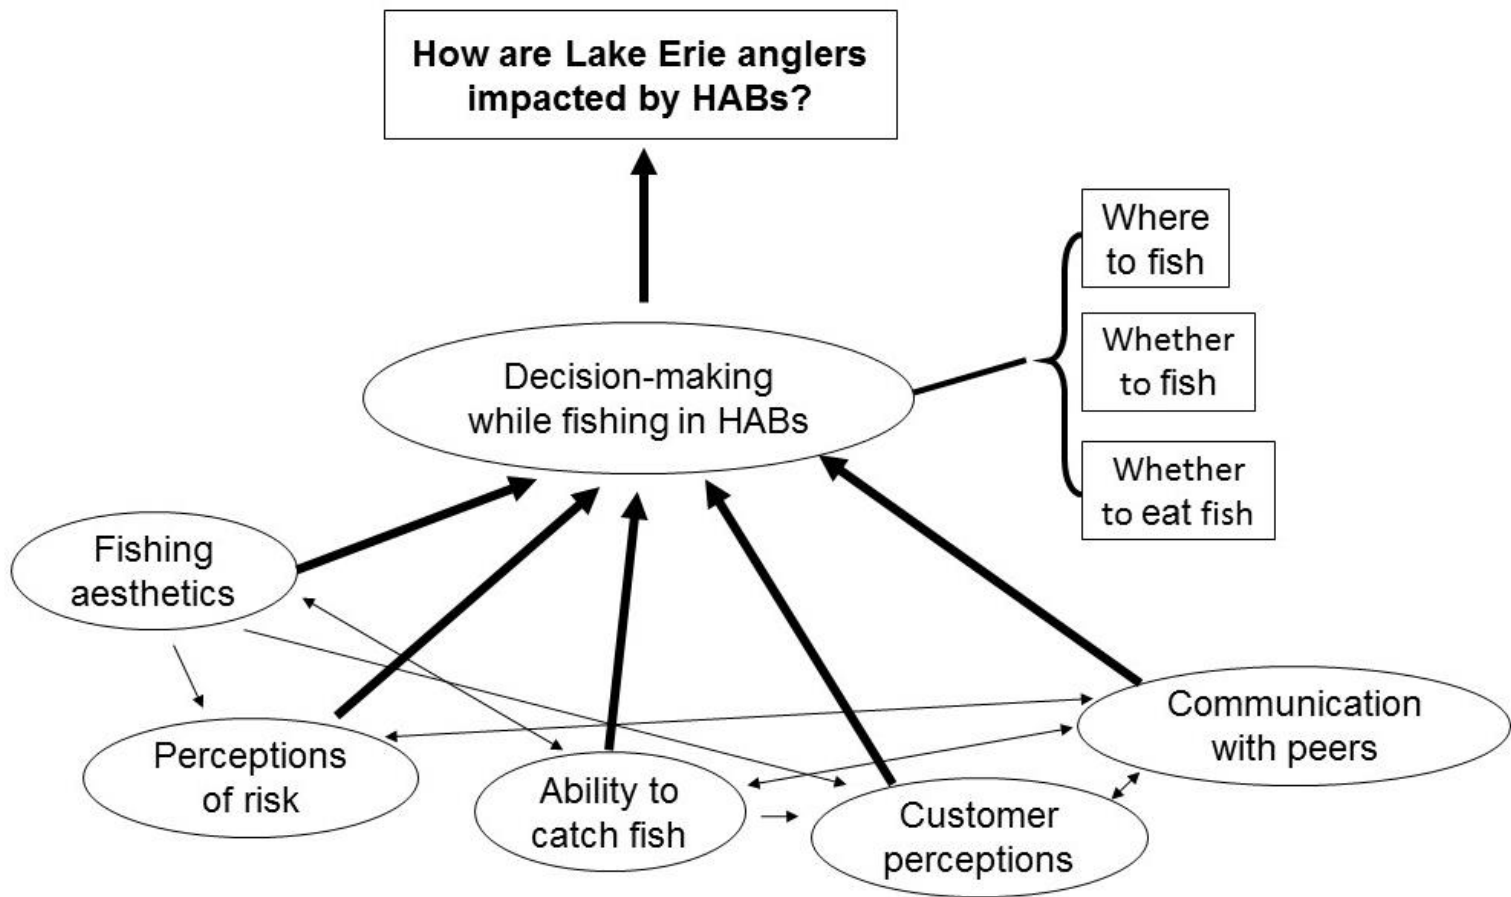 How are Lake Erie anglers
impacted by HABs?
Where
to fish
Whether
to fish
Whether
to eat fish
Decision-making
while fishing in HABs
Fishing
aesthetics
Perceptions
of risk
Ability to
catch fish
Customer
perceptions
Communication
with peers